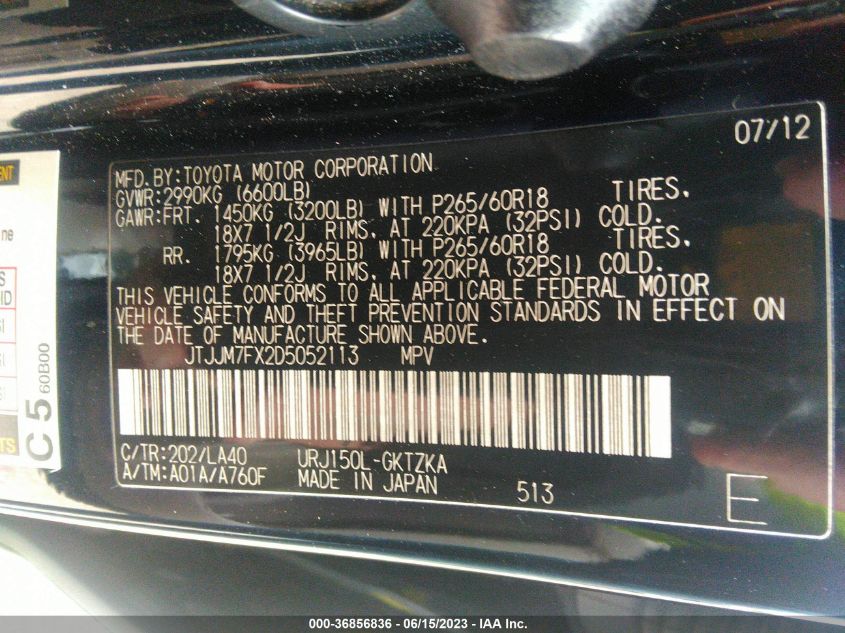 07/12
MFD. BY:TOYOTA MOTOR CORPORATION
GVWR:2990KG (6600LB)
GAWR:FRT. 1450KG (3200LB) WITH P265/60R18 TIRES,
18X7 1/2J RIMS, AT 220KPA (32PSI) COLD.
RR. 1795KG (3965LB) WITH P265/60R18 TIRES,
18X7 1/2J RIMS, AT 220KPA (32PSI) COLD.
THIS VEHICLE CONFORMS TO ALL APPLICABLE FEDERAL MOTOR
VEHICLE SAFETY AND THEFT PREVENTION STANDARDS IN EFFECT ON
THE DATE OF MANUFACTURE SHOWN ABOVE.
JTJJM7FX2D5052113 MPV
C/TR:202/LA40 URJ150L-GKTZKA
A/TM:A01A/A760F MADE IN JAPAN 513 E
C5 60B00
000-36856836 - 06/15/2023 - IAA Inc.